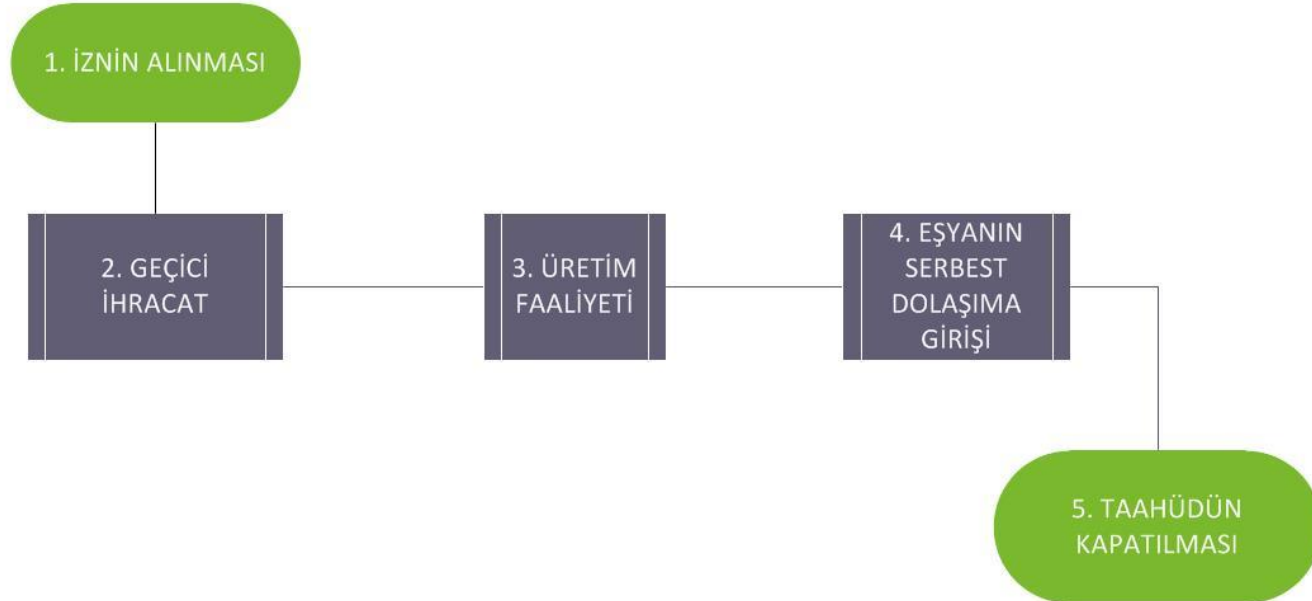 1. İZNİN ALINMASI
2. GEÇİCİ
İHRACAT
3. ÜRETİM
FAALİYETİ
4. EŞYANIN
SERBEST
DOLAŞIMA
GİRİŞİ
5. TAAHÜDÜN
KAPATILMASI